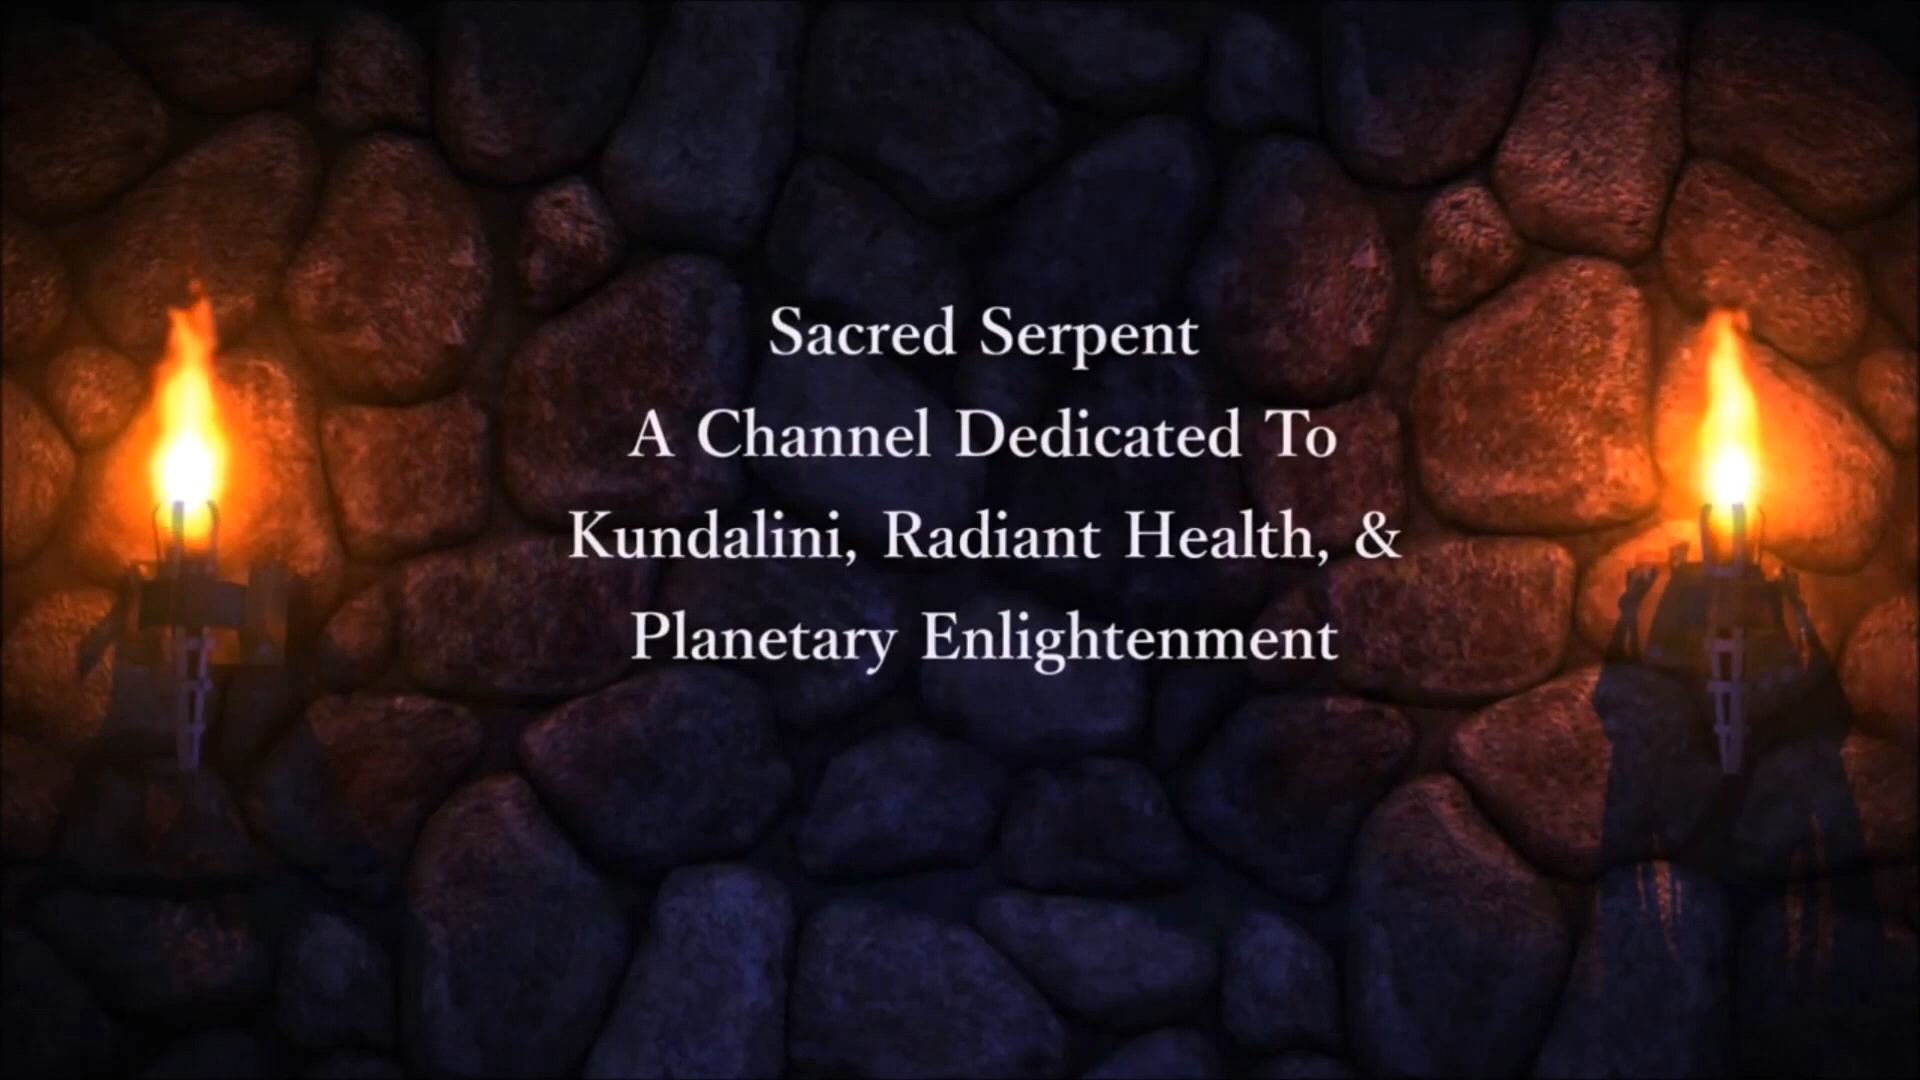 Sacred Serpent
A Channel Dedicated To
Kundalini, Radiant Health, &
Planetary Enlightenment